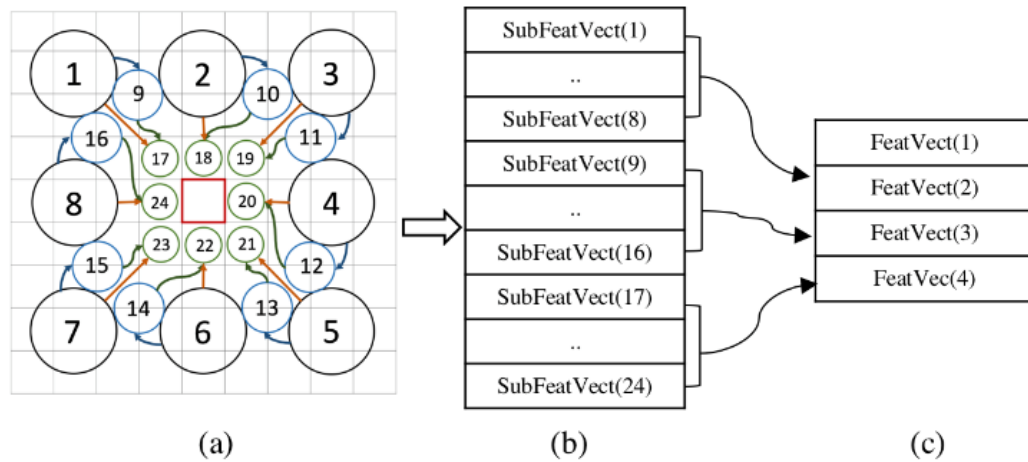 1 2 3
9 10
16 11
17 18 19
8 24 20 4
23 22 21
15 12
14 13
7 6 5
(a)
SubFeatVect(1)
..
SubFeatVect(8)
SubFeatVect(9)
..
SubFeatVect(16)
SubFeatVect(17)
..
SubFeatVect(24)
(b)
FeatVect(1)
FeatVect(2)
FeatVect(3)
FeatVec(4)
(c)